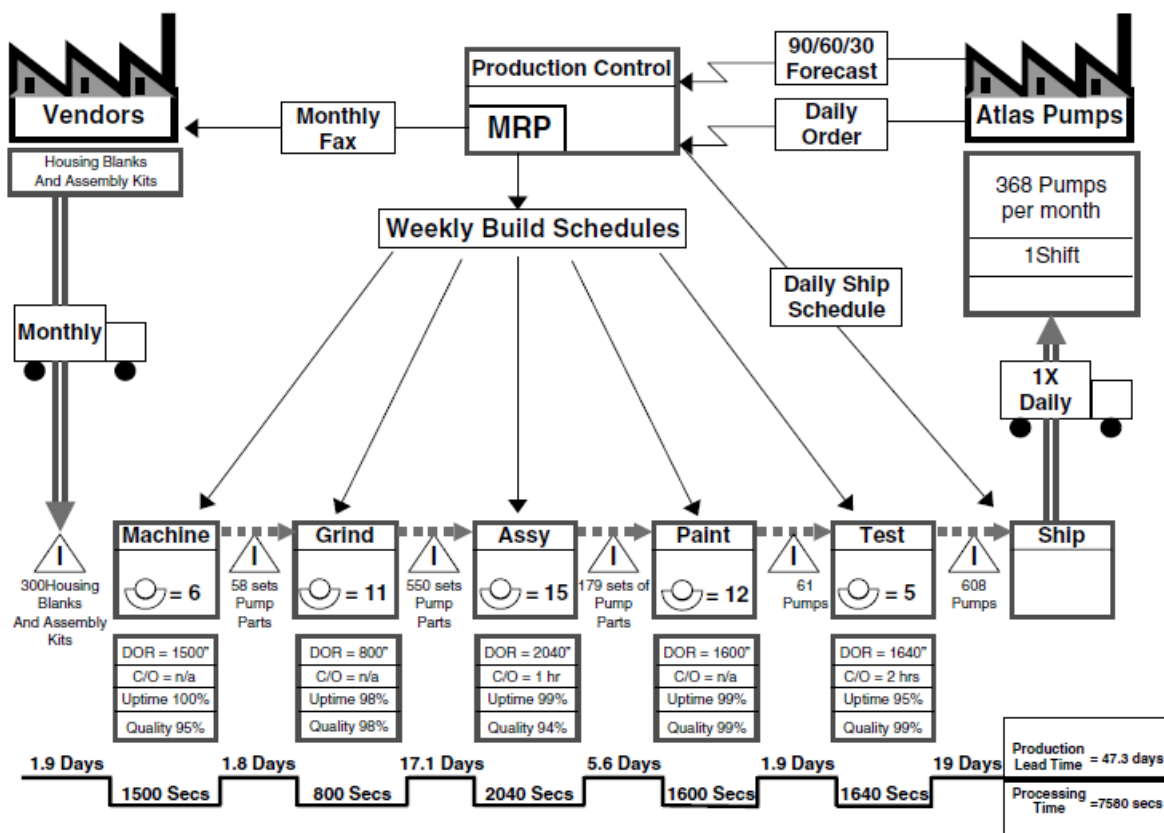 Vendors
Housing Blanks
And Assembly Kits
Monthly
Fax
Production Control
MRP
90/60/30
Forecast
Daily
Order
Atlas Pumps
368 Pumps
per month
1Shift
Weekly Build Schedules
Daily Ship
Schedule
Monthly
1X
Daily
I
300Housing
Blanks
And Assembly
Kits
Machine
= 6
I
58 sets
Pump
Parts
Grind
= 11
I
550 sets
Pump
Parts
Assy
= 15
I
179 sets of
Pump
Parts
Paint
= 12
I
61
Pumps
Test
= 5
I
608
Pumps
Ship
DOR = 1500”
C/O = n/a
Uptime 100%
Quality 95%
DOR = 800”
C/O = n/a
Uptime 98%
Quality 98%
DOR = 2040”
C/O = 1 hr
Uptime 99%
Quality 94%
DOR = 1600”
C/O = n/a
Uptime 99%
Quality 99%
DOR = 1640”
C/O = 2 hrs
Uptime 95%
Quality 99%
1.9 Days
1500 Secs
1.8 Days
800 Secs
17.1 Days
2040 Secs
5.6 Days
1600 Secs
1.9 Days
1640 Secs
19 Days
Production
Lead Time = 47.3 days
Processing
Time =7580 secs